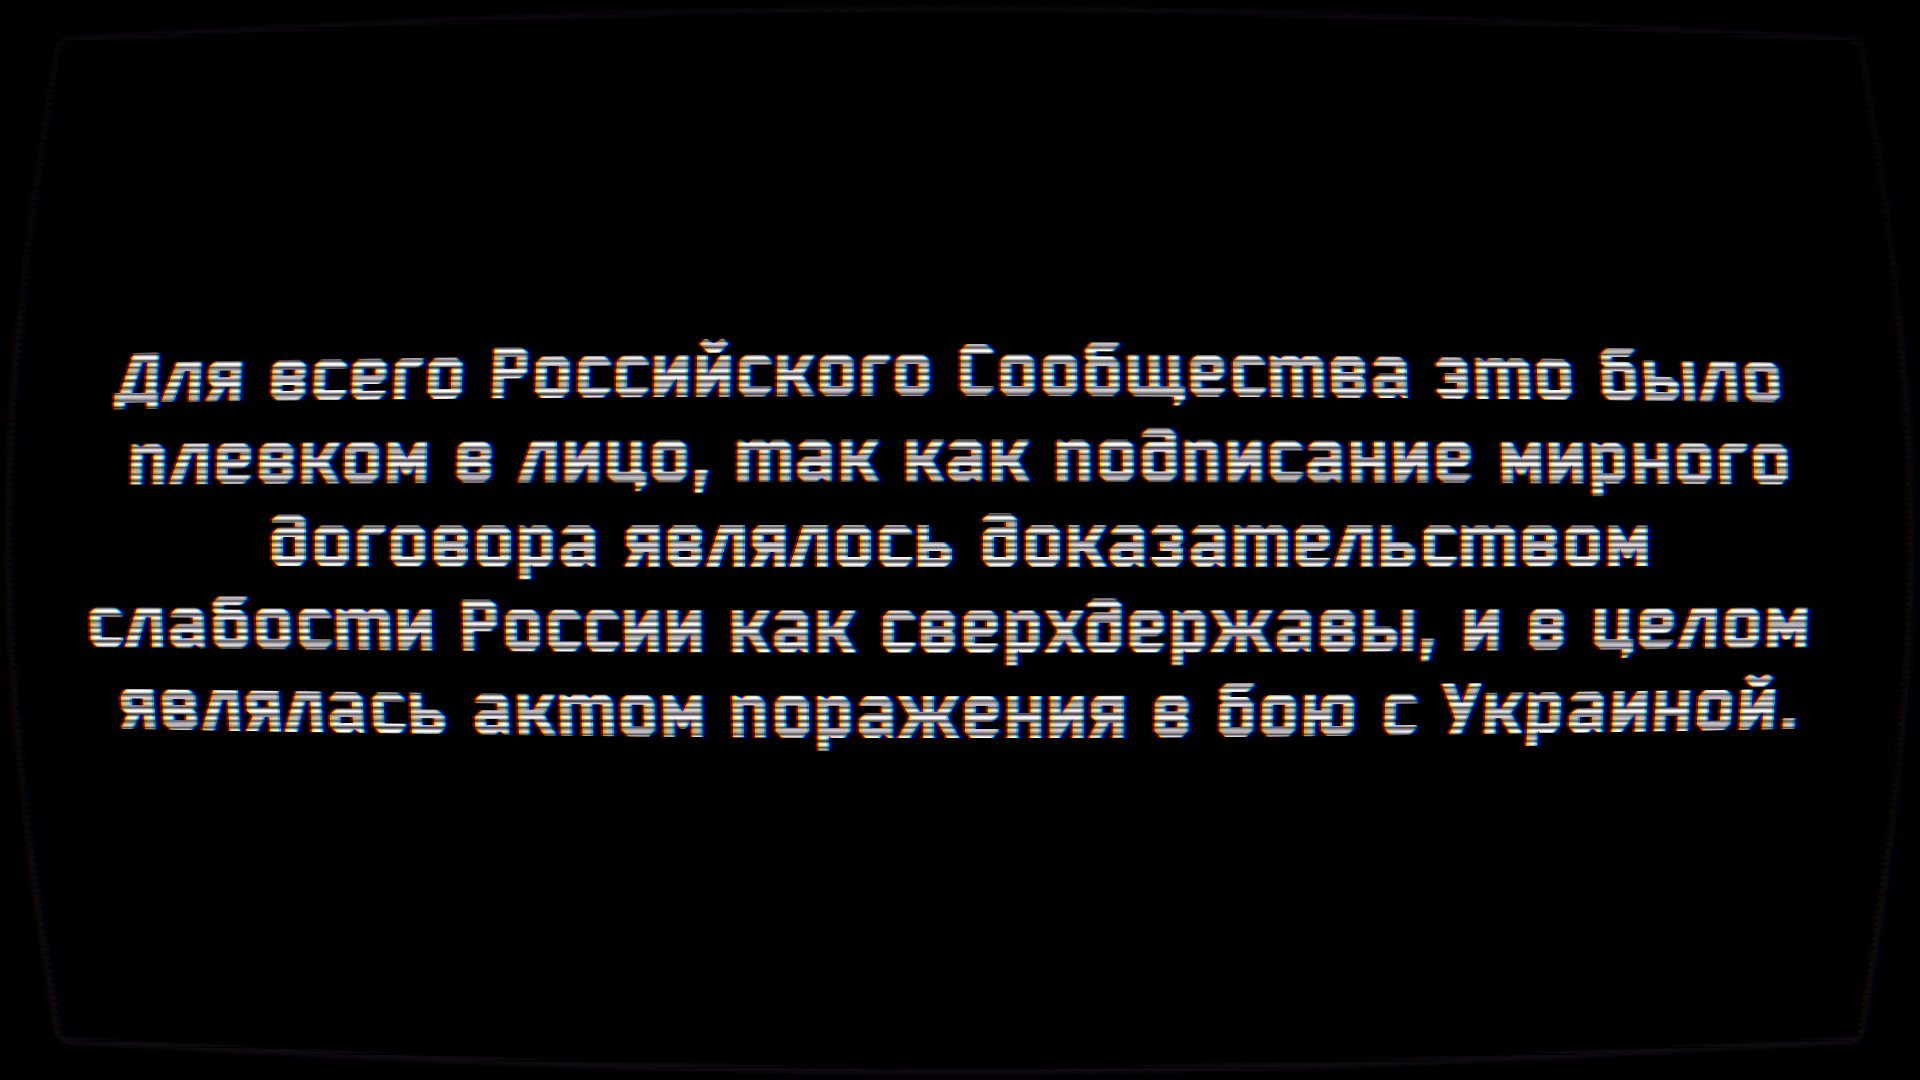 Для всего Российского Сообщества это было
плевком в лицо, так как подписание мирного
договора являлось доказательством
слабости России как сверхдержавы, и в целом
являлась актом поражения в бою с Украиной.